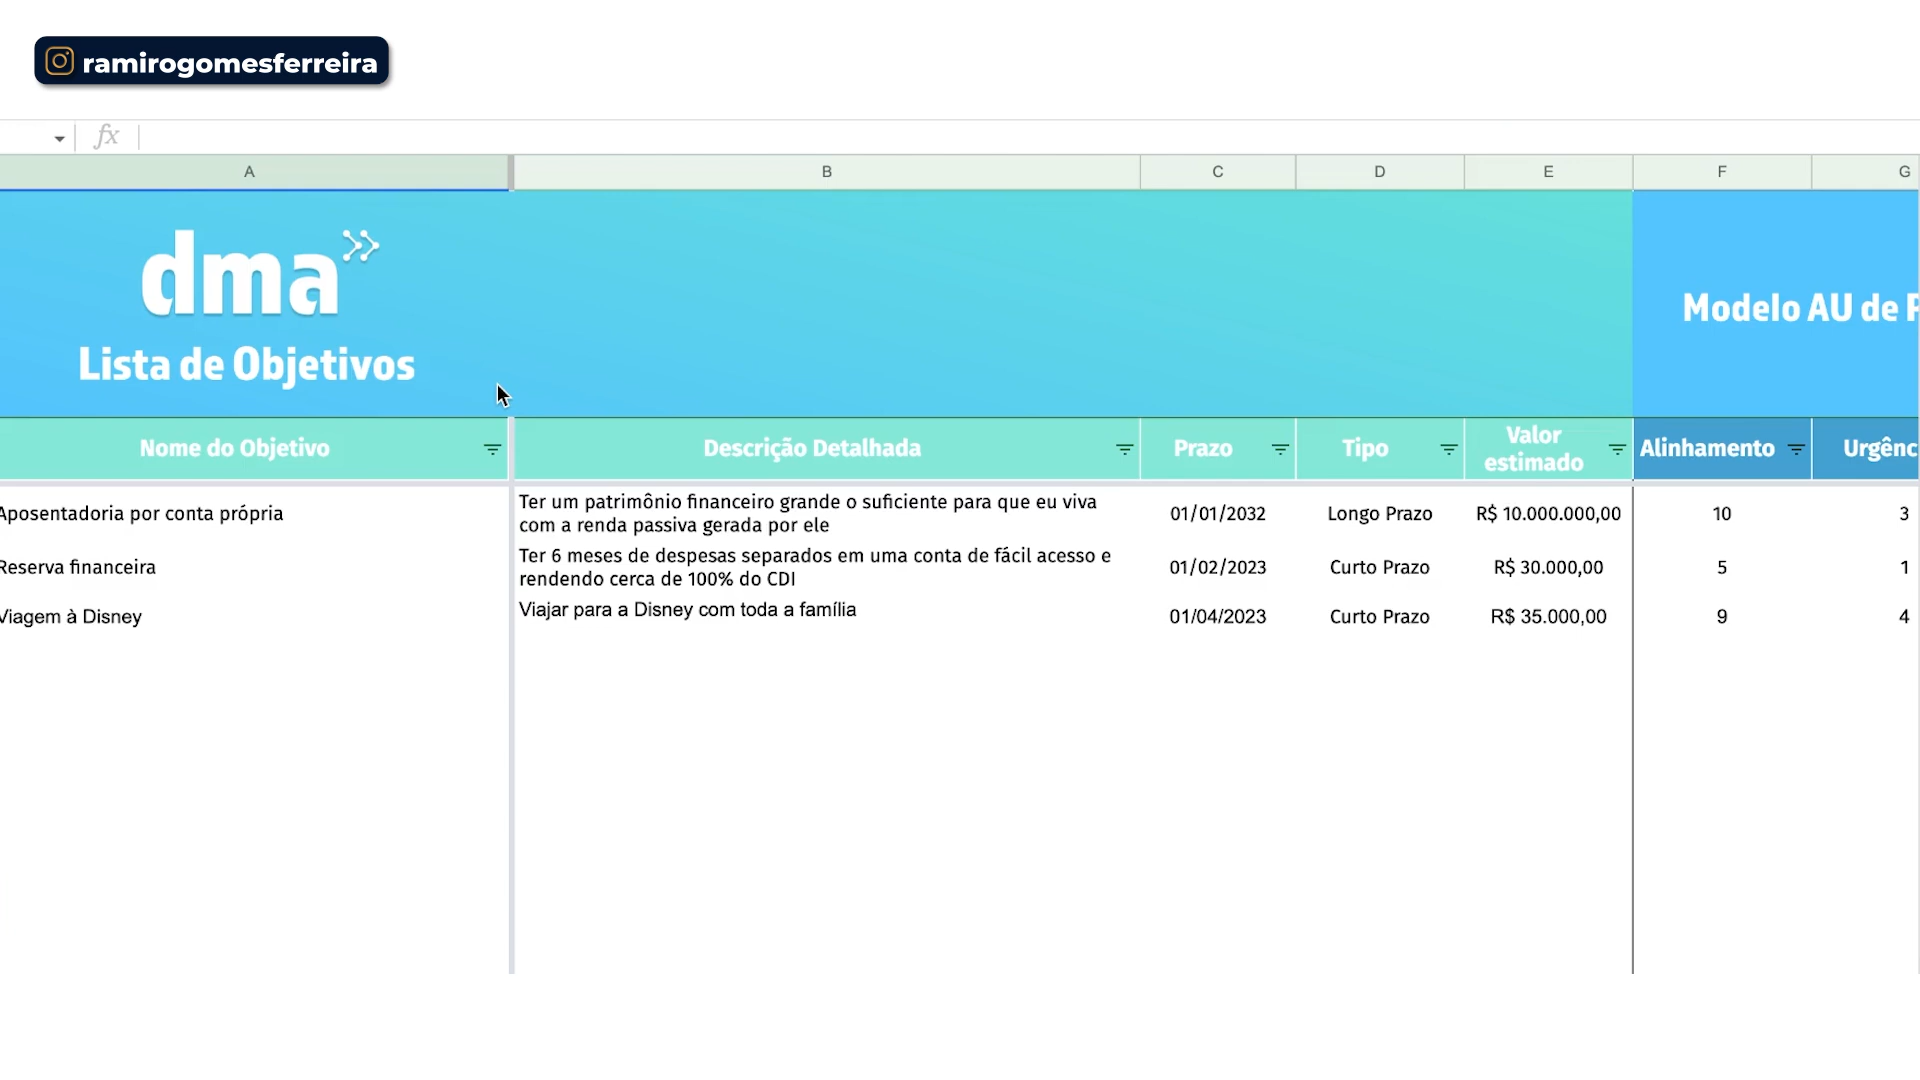 ramirogomesferreira
fx
A B C D E F G
dma
Lista de Objetivos
Modelo AU de
Nome do Objetivo
Descrição Detalhada
Prazo
Tipo
Valor
estimado
Alinhamento
Urgênc
Aposentadoria por conta própria
Ter um patrimônio financeiro grande o suficiente para que eu viva
com a renda passiva gerada por ele
01/01/2032
Longo Prazo
R$ 10.000.000,00
10
3
Reserva financeira
Ter 6 meses de despesas separados em uma conta de fácil acesso e
rendendo cerca de 100% do CDI
01/02/2023
Curto Prazo
R$ 30.000,00
5
1
Viagem à Disney
Viajar para a Disney com toda a família
01/04/2023
Curto Prazo
R$ 35.000,00
9
4